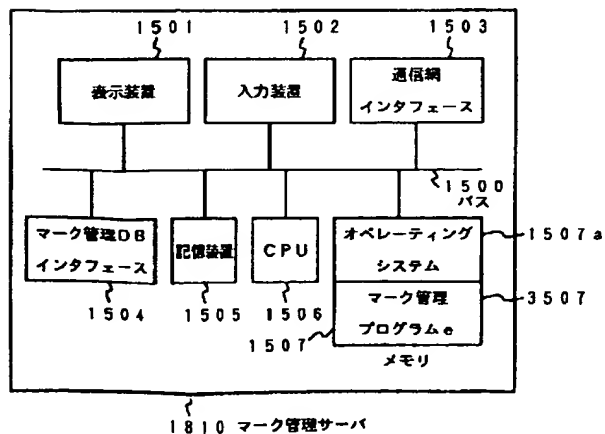 1501
1502
1503
表示装置
入力装置
通信網
インタフェース
1500
バス
マーク管理DB
インタフェース
記信装置
CPU
オペレーティング
システム
1507a
マーク管理
プログラムe
3507
1504
1505
1506
1507
メモリ
1810 マーク管理サーバ